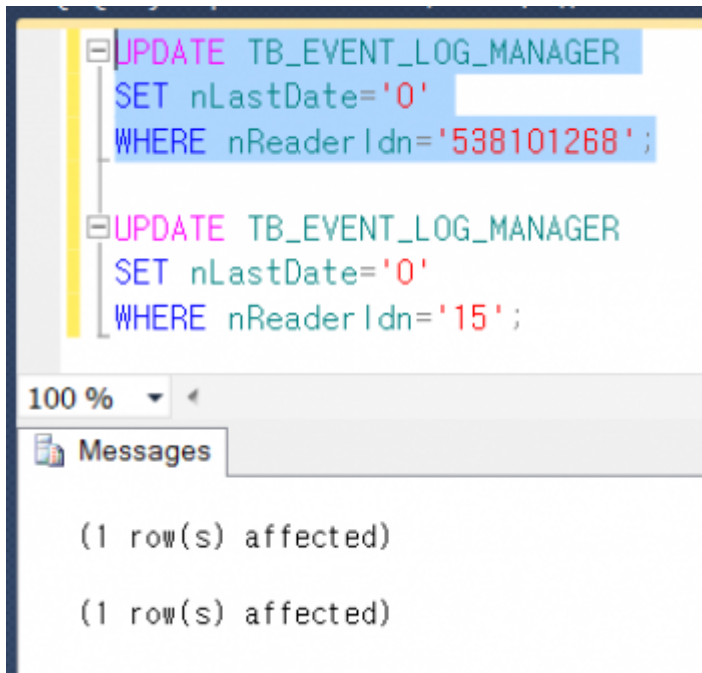 UPDATE TB_EVENT_LOG_MANAGER
SET nLastDate='0'
WHERE nReaderIdn='538101268';
UPDATE TB_EVENT_LOG_MANAGER
SET nLastDate='0'
WHERE nReaderIdn='15';
100 %
Messages
(1 row(s) affected)
(1 row(s) affected)